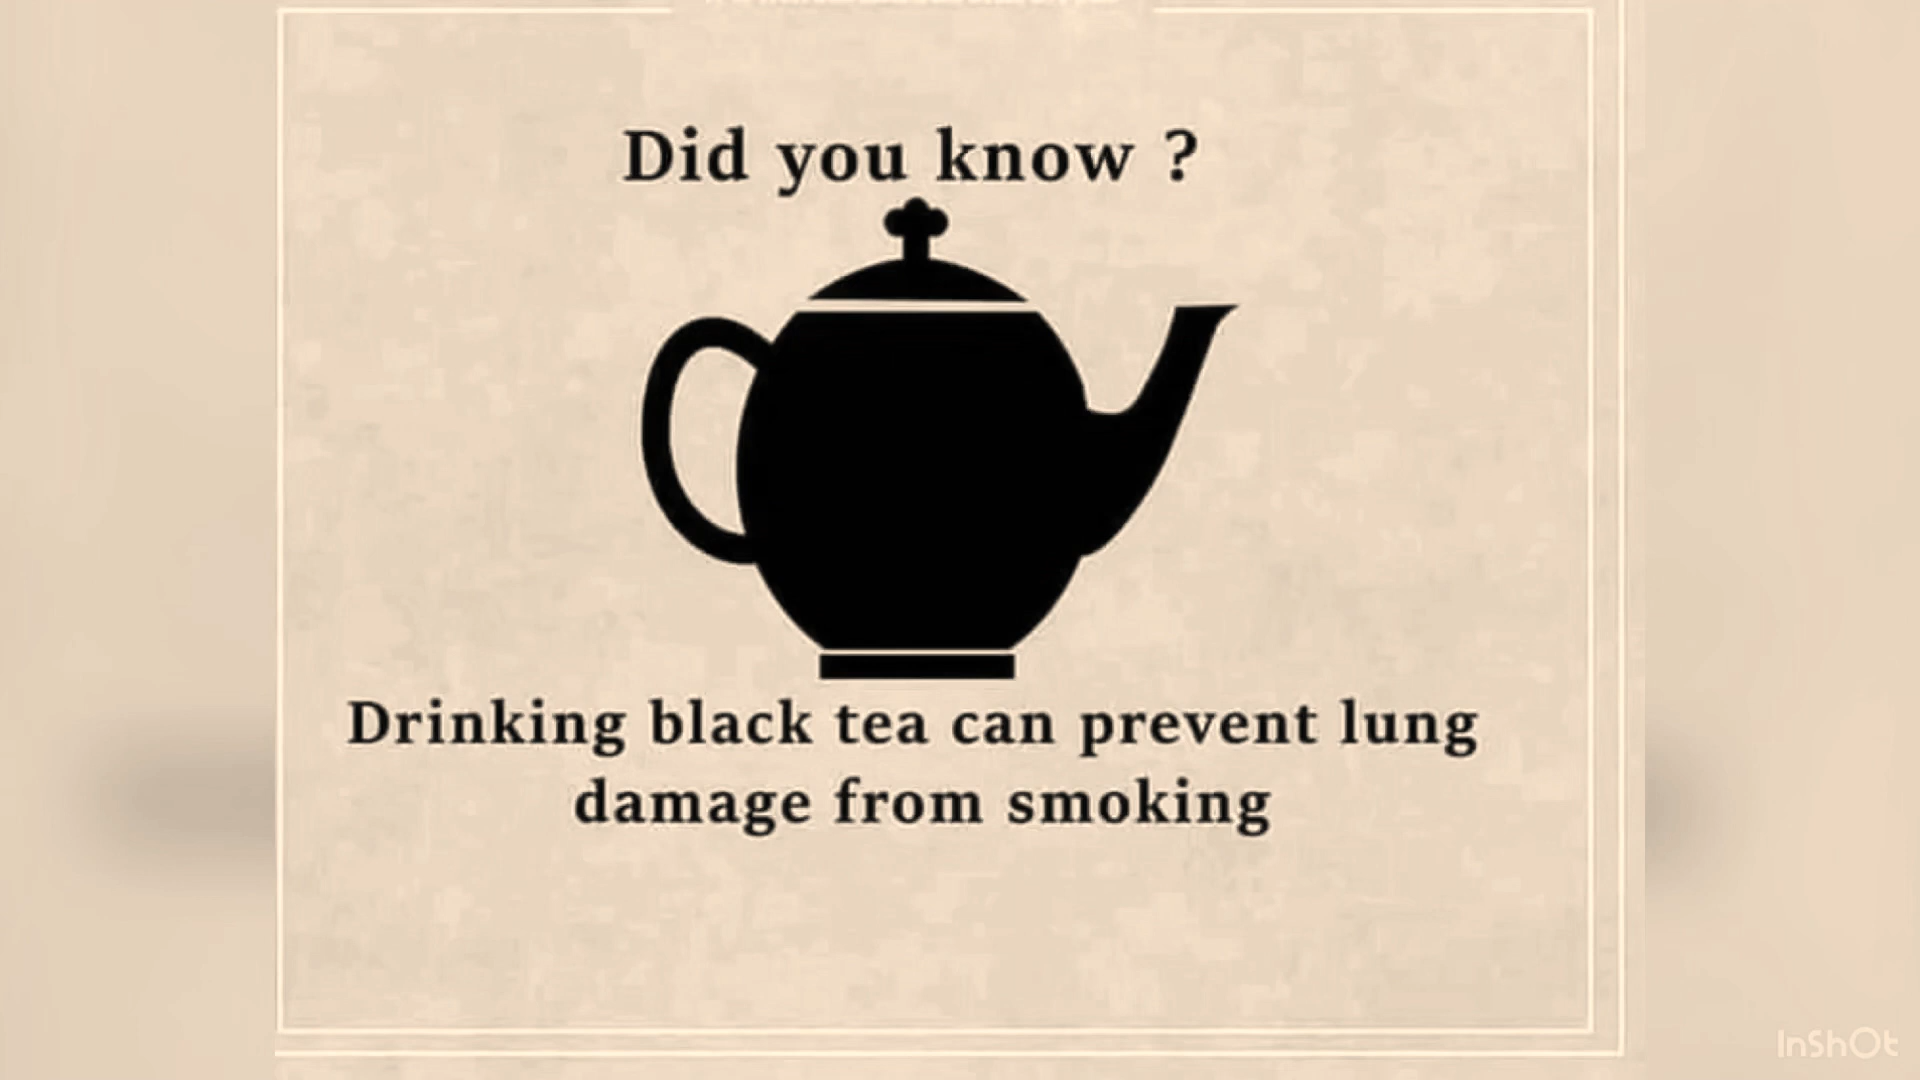 Did you know ?
Drinking black tea can prevent lung
damage from smoking
InShOt